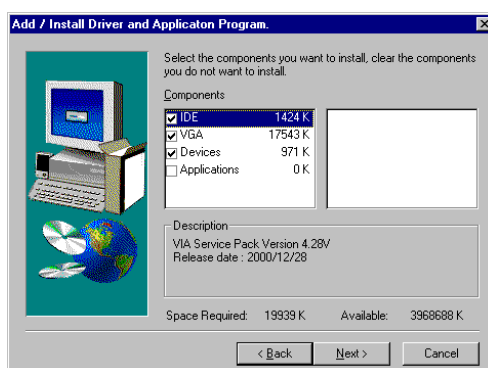 Add / Install Driver and Applicaton Program.
Select the components you want to install, clear the components
you do not want to install.
Components
IDE 1424 K
VGA 17543 K
Devices 971 K
Applications 0 K
Description
VIA Service Pack Version 4.28V
Release date : 2000/12/28
Space Required: 19939 K Available: 3968688 K
< Back Next > Cancel